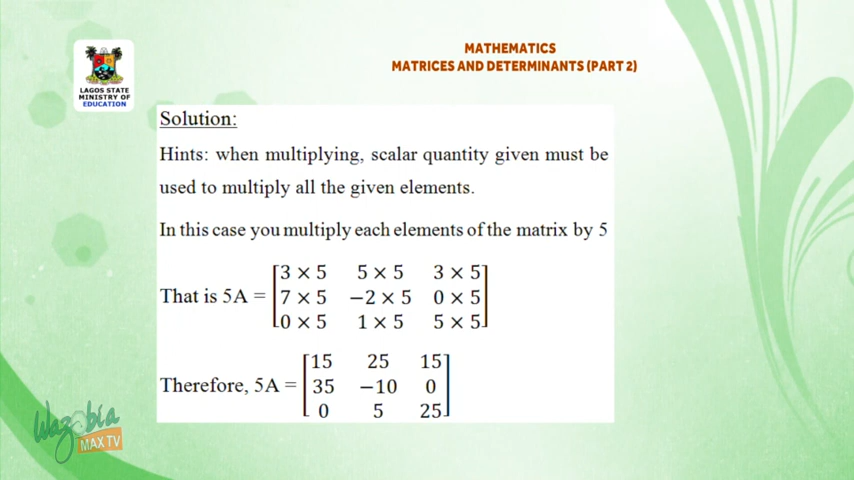 MATHEMATICS
MATRICES AND DETERMINANTS (PART 2)
LAGOS STATE
MINISTRY OF
EDUCATION
Solution:
Hints: when multiplying, scalar quantity given must be
used to multiply all the given elements.
In this case you multiply each elements of the matrix by 5
[3 × 5 5 × 5 3 × 5]
That is 5A = 7 × 5 −2 × 5 0 × 5
0 × 5 1 × 5 5 × 5
[15 25 15]
Therefore, 5A = 35 −10 0
0 5 25
Wazobia
MAX TV